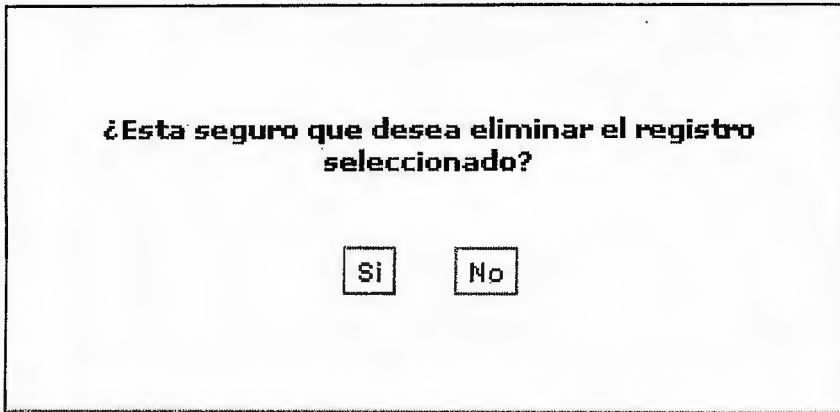 ¿Esta seguro que desea eliminar el registro
seleccionado?
Si
No